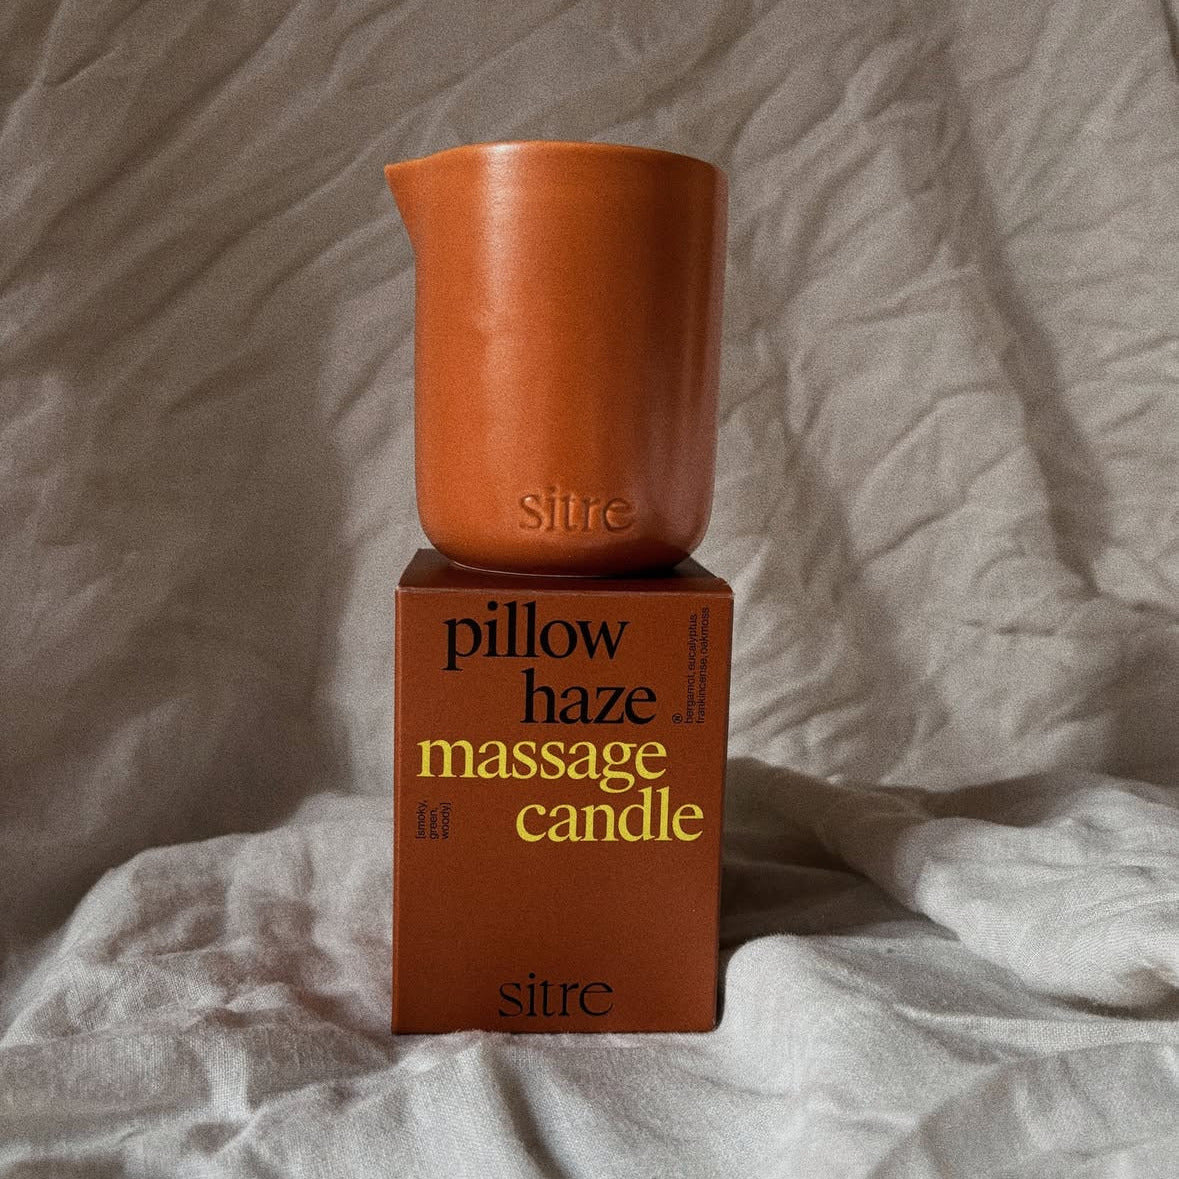 sitre
pillow
haze
®
bergamot, eucalyptus,
frankincense, oakmoss
massage
candle
[smoky,
green,
woody]
sitre